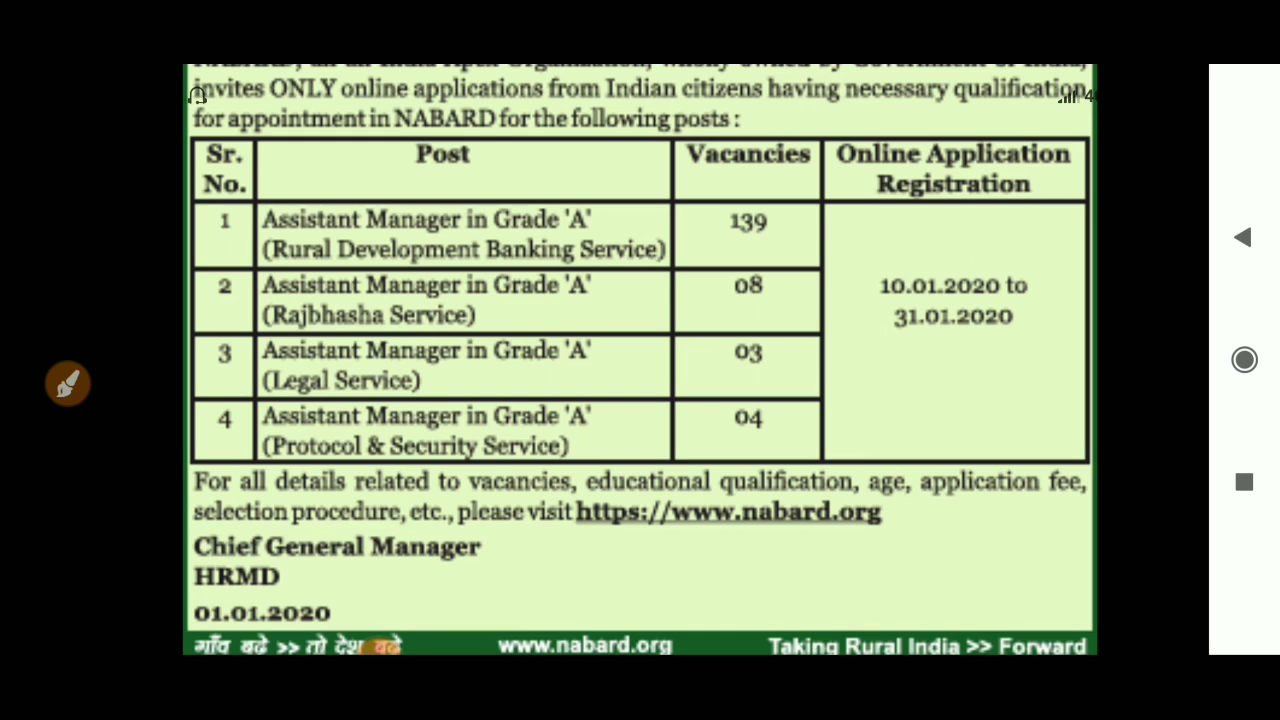 invites ONLY online applications from Indian citizens having necessary qualification
for appointment in NABARD for the following posts :
Sr. No. Post Vacancies Online Application Registration
1 Assistant Manager in Grade 'A' (Rural Development Banking Service) 139 10.01.2020 to 31.01.2020
2 Assistant Manager in Grade 'A' (Rajbhasha Service) 08
3 Assistant Manager in Grade 'A' (Legal Service) 03
4 Assistant Manager in Grade 'A' (Protocol & Security Service) 04
For all details related to vacancies, educational qualification, age, application fee,
selection procedure, etc., please visit https://www.nabard.org
Chief General Manager
HRMD
01.01.2020
गाँव बढे >> तो देश बढे www.nabard.org Taking Rural India >> Forward